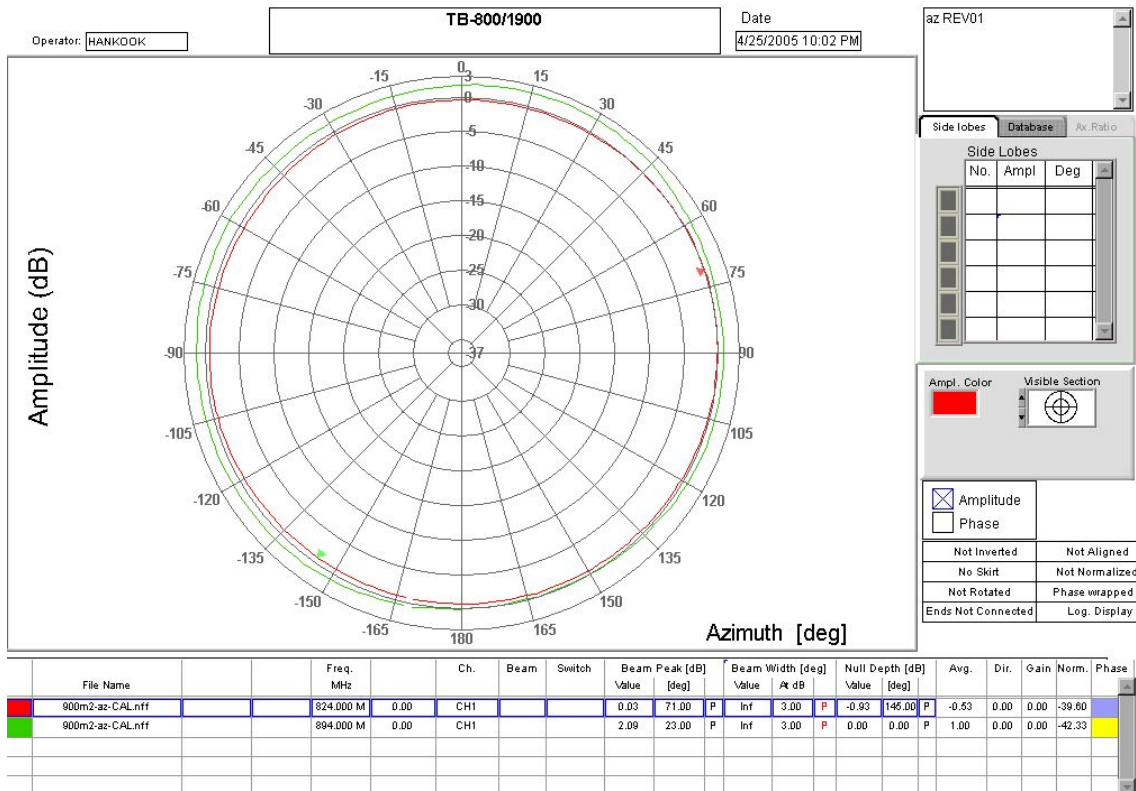 TB-800/1900
Operator: HANKOOK
Date
4/25/2005 10:02 PM
az REV01
Amplitude (dB)
Azimuth [deg]
0
15
30
45
60
75
90
105
120
135
150
165
180
-165
-150
-135
-120
-105
-90
-75
-60
-45
-30
-15
3
0
-5
-10
-15
-20
-25
-30
-37
Side lobes Database Ax.Ratio
Side Lobes
No. Ampl Deg
Ampl. Color Visible Section
Amplitude
Phase
Not Inverted Not Aligned
No Skirt Not Normalized
Not Rotated Phase wrapped
Ends Not Connected Log. Display
Freq. Ch. Beam Switch Beam Peak [dB] Beam Width [deg] Null Depth [dB] Avg. Dir. Gain Norm. Phase
File Name MHz Value [deg] Value At dB Value [deg]
900m2-az-CAL.nff 824.000 M 0.00 CH1 0.03 71.00 P Inf 3.00 P -0.93 145.00 P -0.53 0.00 0.00 -39.60
900m2-az-CAL.nff 894.000 M 0.00 CH1 2.09 23.00 P Inf 3.00 P 0.00 0.00 P 1.00 0.00 0.00 -42.33